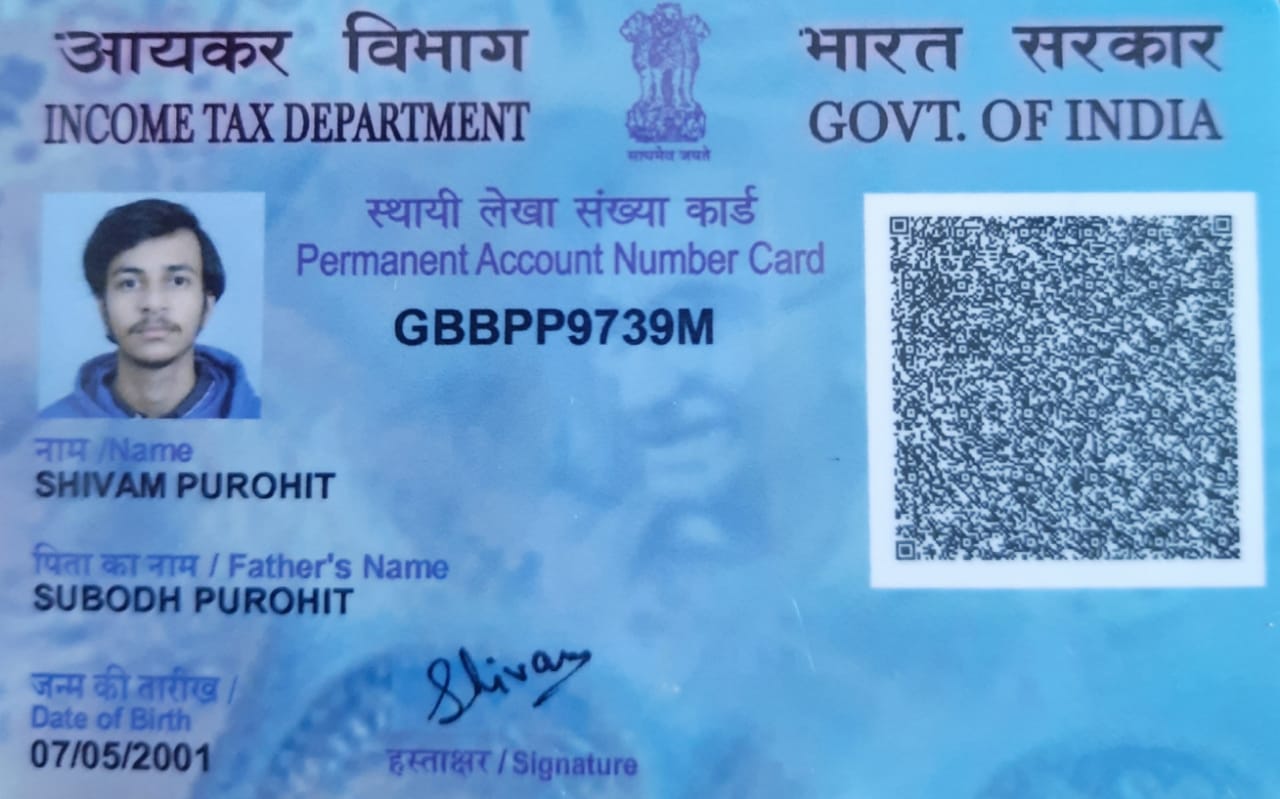 आयकर विभाग
INCOME TAX DEPARTMENT
भारत सरकार
GOVT. OF INDIA
सत्यमेव जयते
स्थायी लेखा संख्या कार्ड
Permanent Account Number Card
GBBPP9739M
नाम /Name
SHIVAM PUROHIT
पिता का नाम / Father's Name
SUBODH PUROHIT
जन्म की तारीख /
Date of Birth
07/05/2001
Shivam
हस्ताक्षर / Signature